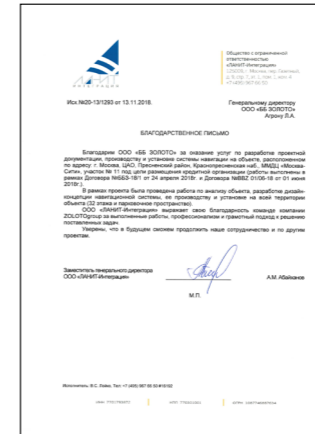 ЛАНИТ
ИНТЕГРАЦИЯ
Общество с ограниченной
ответственностью
«ЛАНИТ-Интеграция»
Исх.№20-13/1293 от 13.11.2018.
Генеральному директору
ООО «ББ ЗОЛОТО»
Агрону Л.А.
БЛАГОДАРСТВЕННОЕ ПИСЬМО
Благодарим ООО «ББ ЗОЛОТО» за оказание услуг по разработке проектной
документации, производству и установке системы навигации на объекте, расположенном
по адресу: г. Москва, ЦАО, Пресненский район, Краснопресненская наб., ММДЦ «Москва-
Сити», участок № 11 под цели размещения кредитной организации (работы выполнены в
рамках Договора №ББЗ-18/1 от 24 апреля 2018г. и Договора №BBZ 01/06-18 от 01 июня
2018г.).
В рамках проекта была проведена работа по анализу объекта, разработке дизайн-
концепции навигационной системы, ее производству и установке на всей территории
объекта (32 этажа и парковочное пространство).
ООО «ЛАНИТ-Интеграция» выражает свою благодарность команде компании
ZOLOTOgroup за выполненные работы, профессионализм и грамотный подход к решению
поставленных задач.
Уверены, что в будущем сможем продолжить наше сотрудничество и по другим
проектам.
Заместитель генерального директора
ООО «ЛАНИТ-Интеграция»
А.М. Абайханов
М.П.